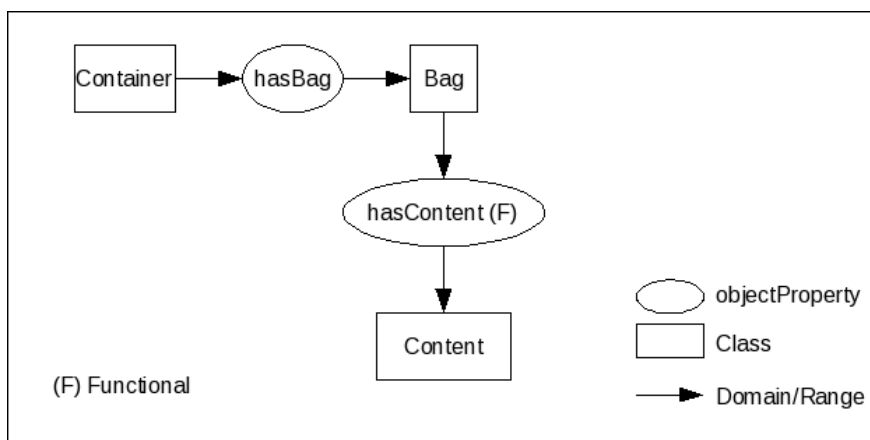 Container
hasBag
Bag
hasContent (F)
Content
objectProperty
Class
Domain/Range
(F) Functional